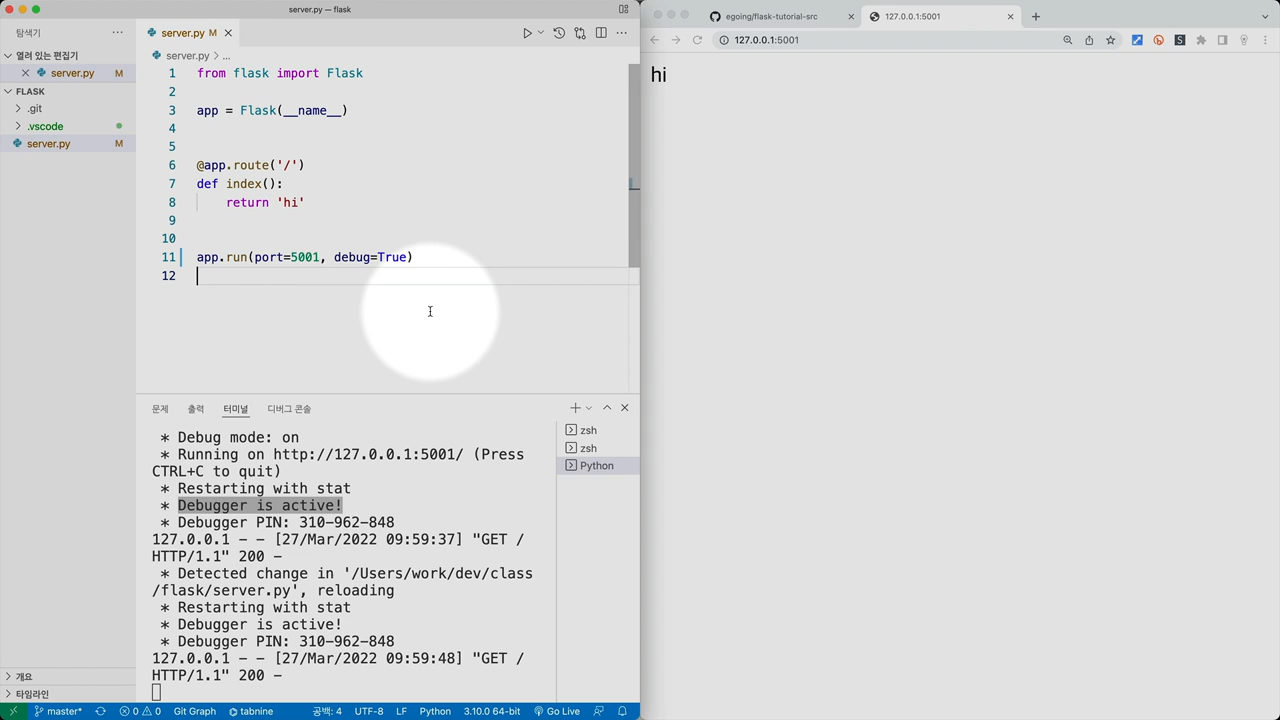 server.py — flask
탐색기
열려 있는 편집기
server.py M
FLASK
.git
.vscode
server.py M
개요
타임라인
server.py M
server.py > ...
1 from flask import Flask
2
3 app = Flask(__name__)
4
5
6 @app.route('/')
7 def index():
8 return 'hi'
9
10
11 app.run(port=5001, debug=True)
12
문제 출력 터미널 디버그 콘솔
* Debug mode: on
* Running on http://127.0.0.1:5001/ (Press
CTRL+C to quit)
* Restarting with stat
* Debugger is active!
* Debugger PIN: 310-962-848
127.0.0.1 - - [27/Mar/2022 09:59:37] "GET /
HTTP/1.1" 200 -
* Detected change in '/Users/work/dev/class
/flask/server.py', reloading
* Restarting with stat
* Debugger is active!
* Debugger PIN: 310-962-848
127.0.0.1 - - [27/Mar/2022 09:59:48] "GET /
HTTP/1.1" 200 -
zsh
zsh
Python
master* 0 0 Git Graph tabnine 공백: 4 UTF-8 LF Python 3.10.0 64-bit Go Live
egoing/flask-tutorial-src
127.0.0.1:5001
127.0.0.1:5001
hi